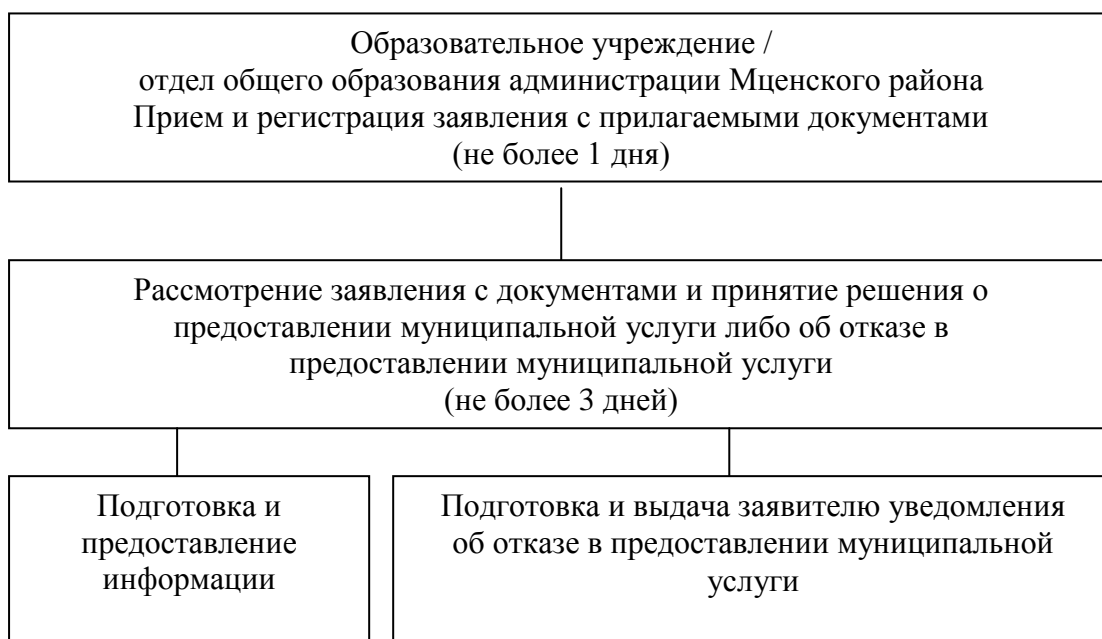 Образовательное учреждение /
отдел общего образования администрации Мценского района
Прием и регистрация заявления с прилагаемыми документами
(не более 1 дня)
Рассмотрение заявления с документами и принятие решения о
предоставлении муниципальной услуги либо об отказе в
предоставлении муниципальной услуги
(не более 3 дней)
Подготовка и
предоставление
информации
Подготовка и выдача заявителю уведомления
об отказе в предоставлении муниципальной
услуги